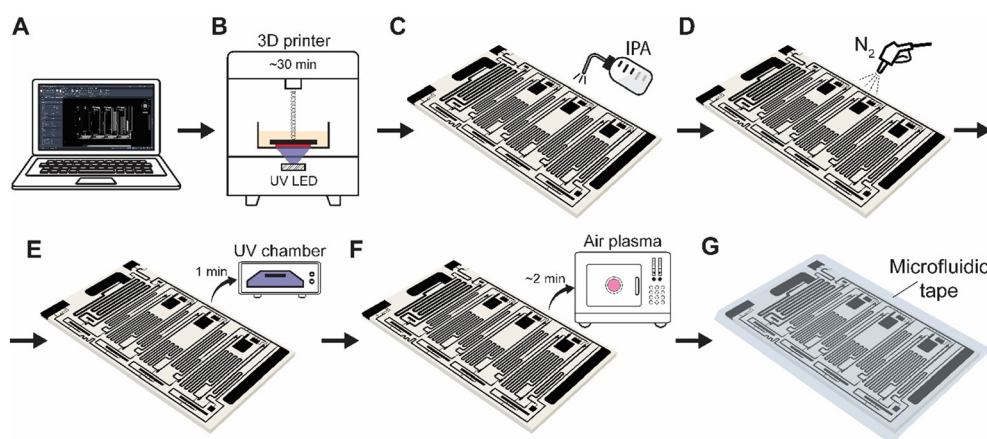 A
B
3D printer
~30 min
UV LED
C
IPA
D
N₂
E
UV chamber
1 min
F
Air plasma
~2 min
G
Microfluidic
tape